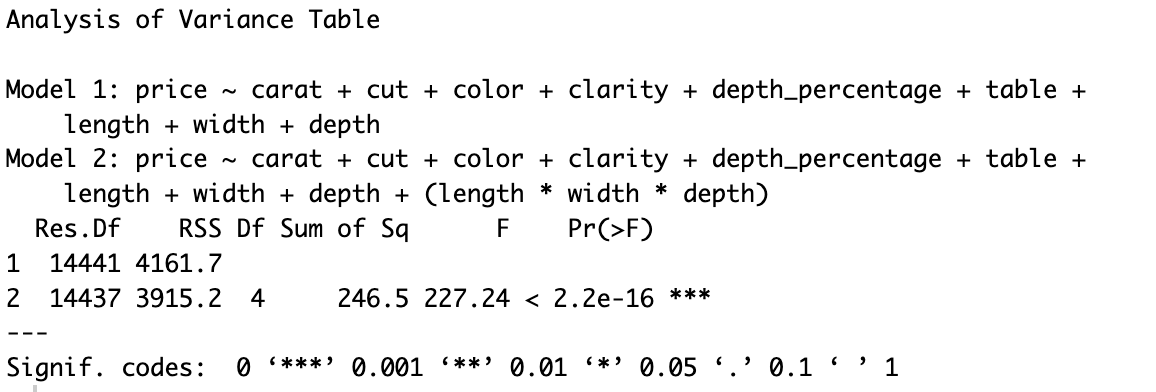 Analysis of Variance Table
Model 1: price ~ carat + cut + color + clarity + depth_percentage + table +
length + width + depth
Model 2: price ~ carat + cut + color + clarity + depth_percentage + table +
length + width + depth + (length * width * depth)
Res.Df RSS Df Sum of Sq F Pr(>F)
1 14441 4161.7
2 14437 3915.2 4 246.5 227.24 < 2.2e-16 ***
---
Signif. codes: 0 ‘***’ 0.001 ‘**’ 0.01 ‘*’ 0.05 ‘.’ 0.1 ‘ ’ 1